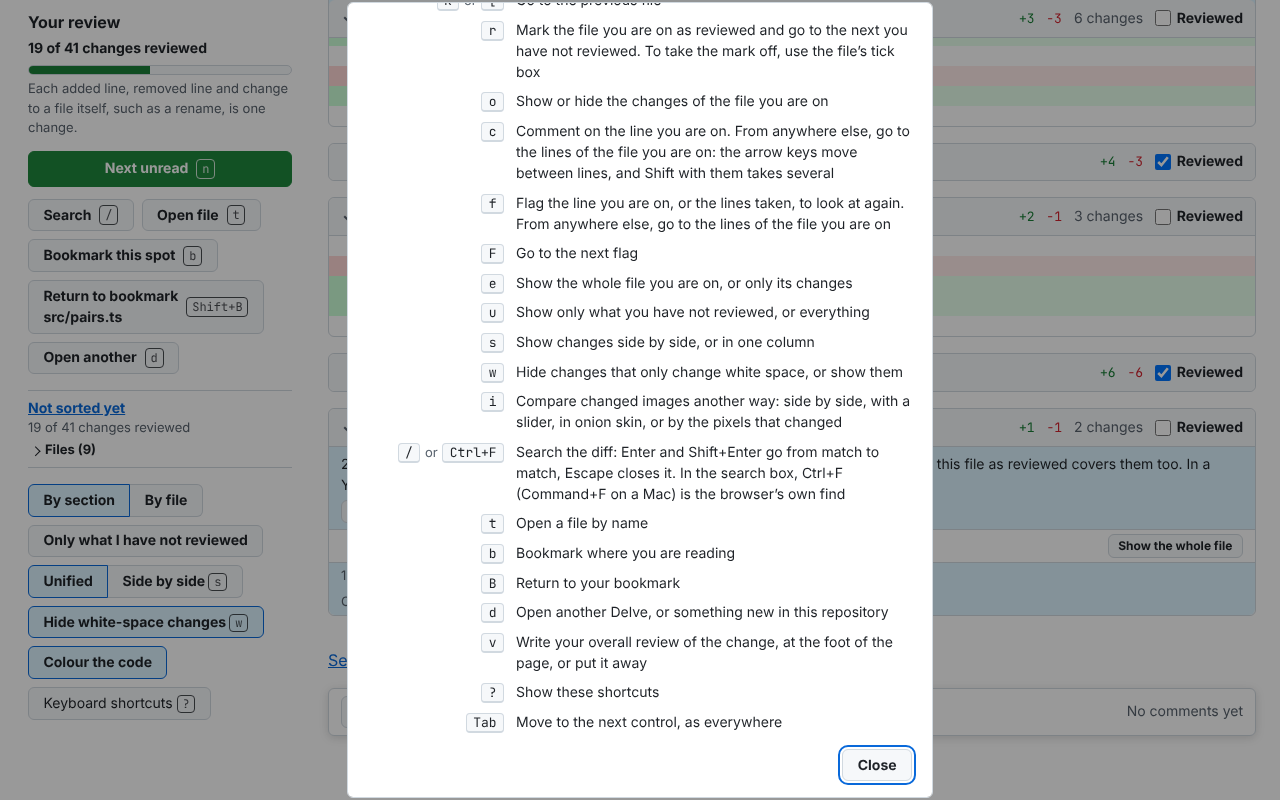 Your review
19 of 41 changes reviewed
Each added line, removed line and change
to a file itself, such as a rename, is one
change.
Next unread n
Search / Open file t
Bookmark this spot b
Return to bookmark
src/pairs.ts Shift+B
Open another d
Not sorted yet
19 of 41 changes reviewed
Files (9)
By section By file
Only what I have not reviewed
Unified Side by side s
Hide white-space changes w
Colour the code
Keyboard shortcuts ?
r Mark the file you are on as reviewed and go to the next you
have not reviewed. To take the mark off, use the file’s tick
box
o Show or hide the changes of the file you are on
c Comment on the line you are on. From anywhere else, go to
the lines of the file you are on: the arrow keys move
between lines, and Shift with them takes several
f Flag the line you are on, or the lines taken, to look at again.
From anywhere else, go to the lines of the file you are on
F Go to the next flag
e Show the whole file you are on, or only its changes
u Show only what you have not reviewed, or everything
s Show changes side by side, or in one column
w Hide changes that only change white space, or show them
i Compare changed images another way: side by side, with a
slider, in onion skin, or by the pixels that changed
/ or Ctrl+F Search the diff: Enter and Shift+Enter go from match to
match, Escape closes it. In the search box, Ctrl+F
(Command+F on a Mac) is the browser’s own find
t Open a file by name
b Bookmark where you are reading
B Return to your bookmark
d Open another Delve, or something new in this repository
v Write your overall review of the change, at the foot of the
page, or put it away
? Show these shortcuts
Tab Move to the next control, as everywhere
Close
+3 -3 6 changes Reviewed
+4 -3 Reviewed
+2 -1 3 changes Reviewed
+6 -6 Reviewed
+1 -1 2 changes Reviewed
this file as reviewed covers them too. In a
Show the whole file
Se
No comments yet